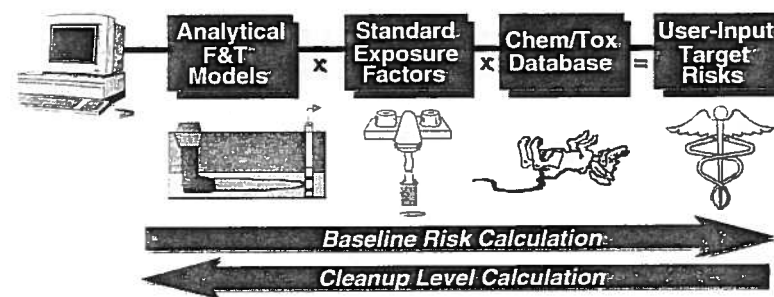 Analytical
F&T
Models
x
Standard
Exposure
Factors
x
Chem/Tox
Database
=
User-Input
Target
Risks
Baseline Risk Calculation
Cleanup Level Calculation